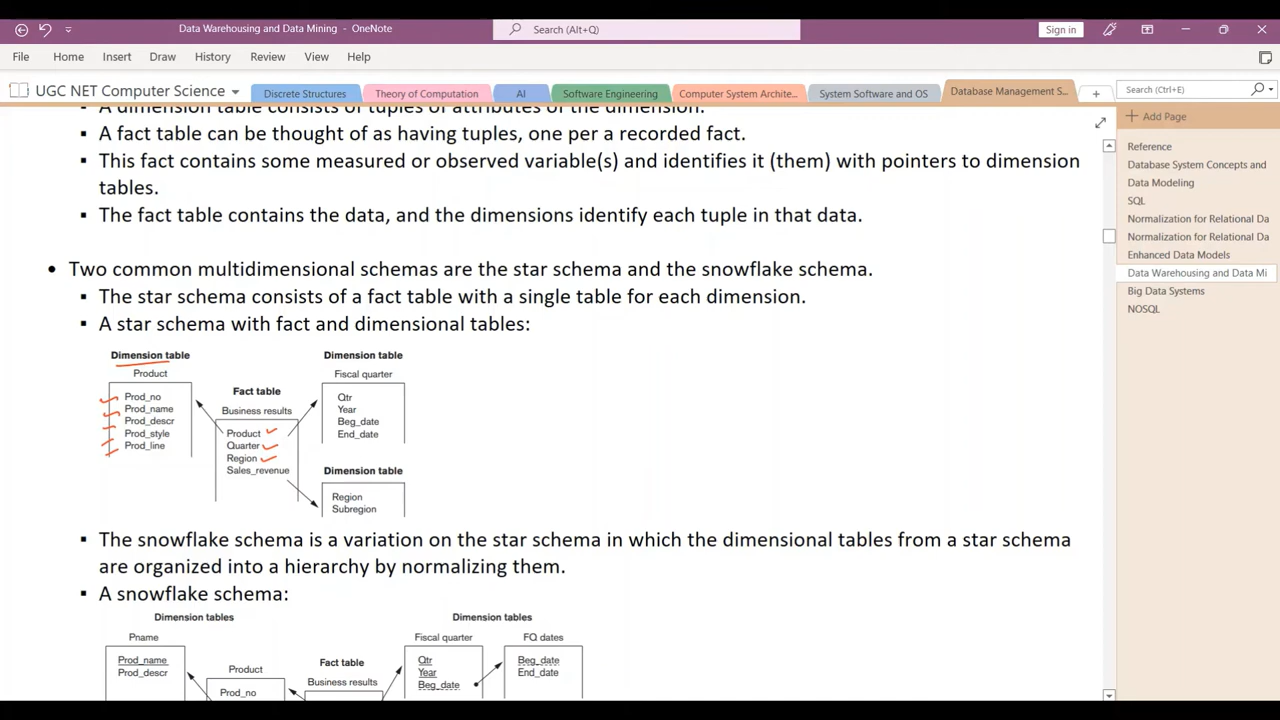 Data Warehousing and Data Mining - OneNote
Search (Alt+Q)
Sign in
File Home Insert Draw History Review View Help
UGC NET Computer Science
Discrete Structures
Theory of Computation
AI
Software Engineering
Computer System Archite...
System Software and OS
Database Management S...
Search (Ctrl+E)
Add Page
Reference
Database System Concepts and
Data Modeling
SQL
Normalization for Relational Da
Normalization for Relational Da
Enhanced Data Models
Data Warehousing and Data Mi
Big Data Systems
NOSQL
▪ A dimension table consists of tuples of attributes of the dimension.
▪ A fact table can be thought of as having tuples, one per a recorded fact.
▪ This fact contains some measured or observed variable(s) and identifies it (them) with pointers to dimension
tables.
▪ The fact table contains the data, and the dimensions identify each tuple in that data.
• Two common multidimensional schemas are the star schema and the snowflake schema.
▪ The star schema consists of a fact table with a single table for each dimension.
▪ A star schema with fact and dimensional tables:
Dimension table
Product
Prod_no
Prod_name
Prod_descr
Prod_style
Prod_line
Fact table
Business results
Product
Quarter
Region
Sales_revenue
Dimension table
Fiscal quarter
Qtr
Year
Beg_date
End_date
Dimension table
Region
Subregion
▪ The snowflake schema is a variation on the star schema in which the dimensional tables from a star schema
are organized into a hierarchy by normalizing them.
▪ A snowflake schema:
Dimension tables
Pname
Prod_name
Prod_descr
Product
Prod_no
Fact table
Business results
Dimension tables
Fiscal quarter
Qtr
Year
Beg_date
FQ dates
Beg_date
End_date